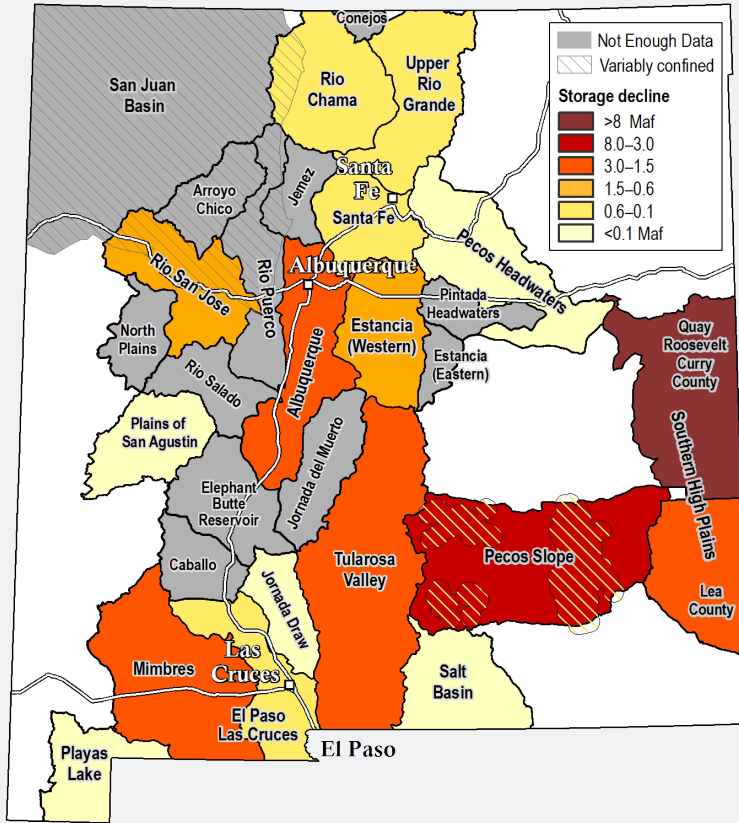 Conejos
Not Enough Data
Variably confined
Storage decline
>8 Maf
8.0–3.0
3.0–1.5
1.5–0.6
0.6–0.1
<0.1 Maf
San Juan
Basin
Rio
Chama
Upper
Rio
Grande
Arroyo
Chico
Jemez
Santa
Fe
Santa Fe
Pecos Headwaters
Rio San Jose
Rio Puerco
Albuquerque
Albuquerque
Pintada
Headwaters
North
Plains
Estancia
(Western)
Estancia
(Eastern)
Quay
Roosevelt
Curry
County
Rio Salado
Plains of
San Agustin
Southern High Plains
Jornada del Muerto
Elephant
Butte
Reservoir
Caballo
Tularosa
Valley
Pecos Slope
Lea
County
Jornada Draw
Mimbres
Las
Cruces
Salt
Basin
El Paso
Las Cruces
El Paso
Playas
Lake